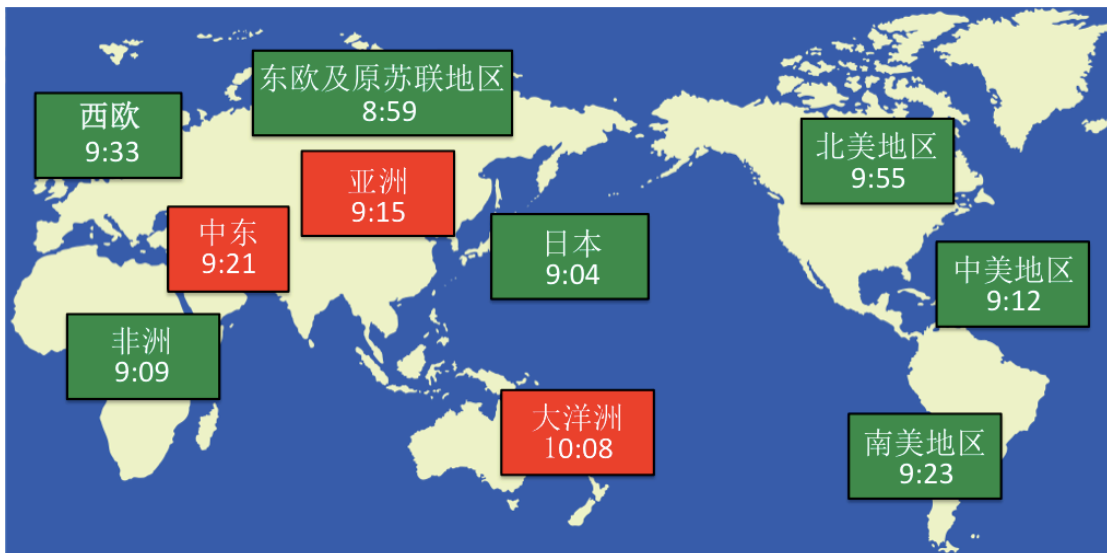 东欧及原苏联地区
8:59
西欧
9:33
北美地区
9:55
亚洲
9:15
中东
9:21
日本
9:04
中美地区
9:12
非洲
9:09
大洋洲
10:08
南美地区
9:23